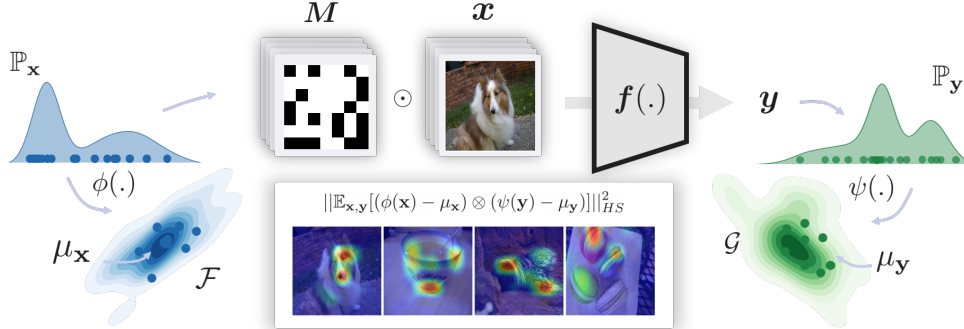 M x
ℙ_x
⊙
f(.)
y
ℙ_y
ϕ(.)
ψ(.)
||𝔼_{x,y}[(ϕ(x) − μ_x) ⊗ (ψ(y) − μ_y)]||²_{HS}
μ_x
ℱ
𝒢
μ_y